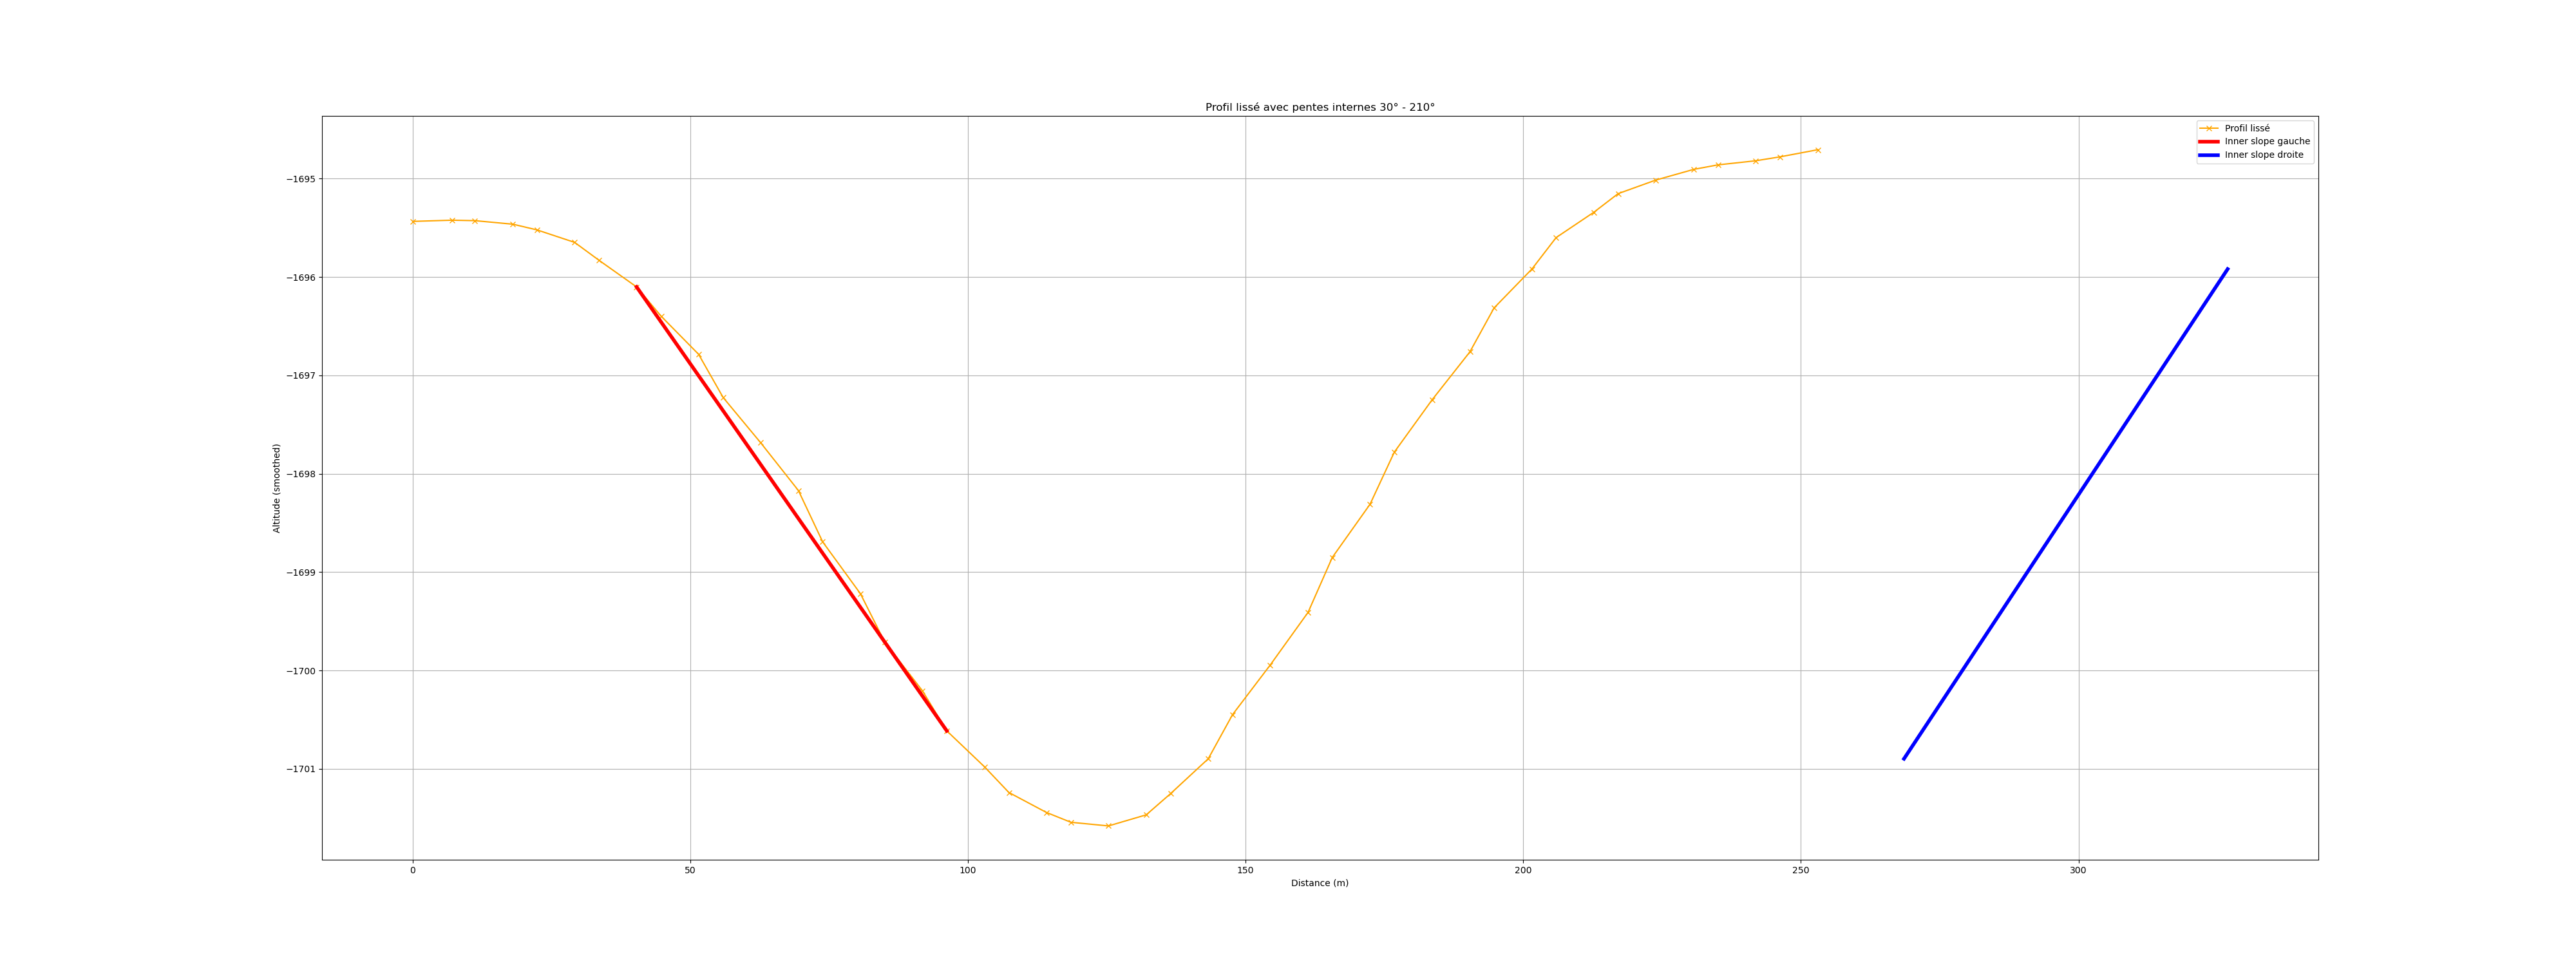 Profil lissé avec pentes internes 30° - 210°
Profil lissé
Inner slope gauche
Inner slope droite
−1695
−1696
−1697
−1698
−1699
−1700
−1701
Altitude (smoothed)
0 50 100 150 200 250 300
Distance (m)